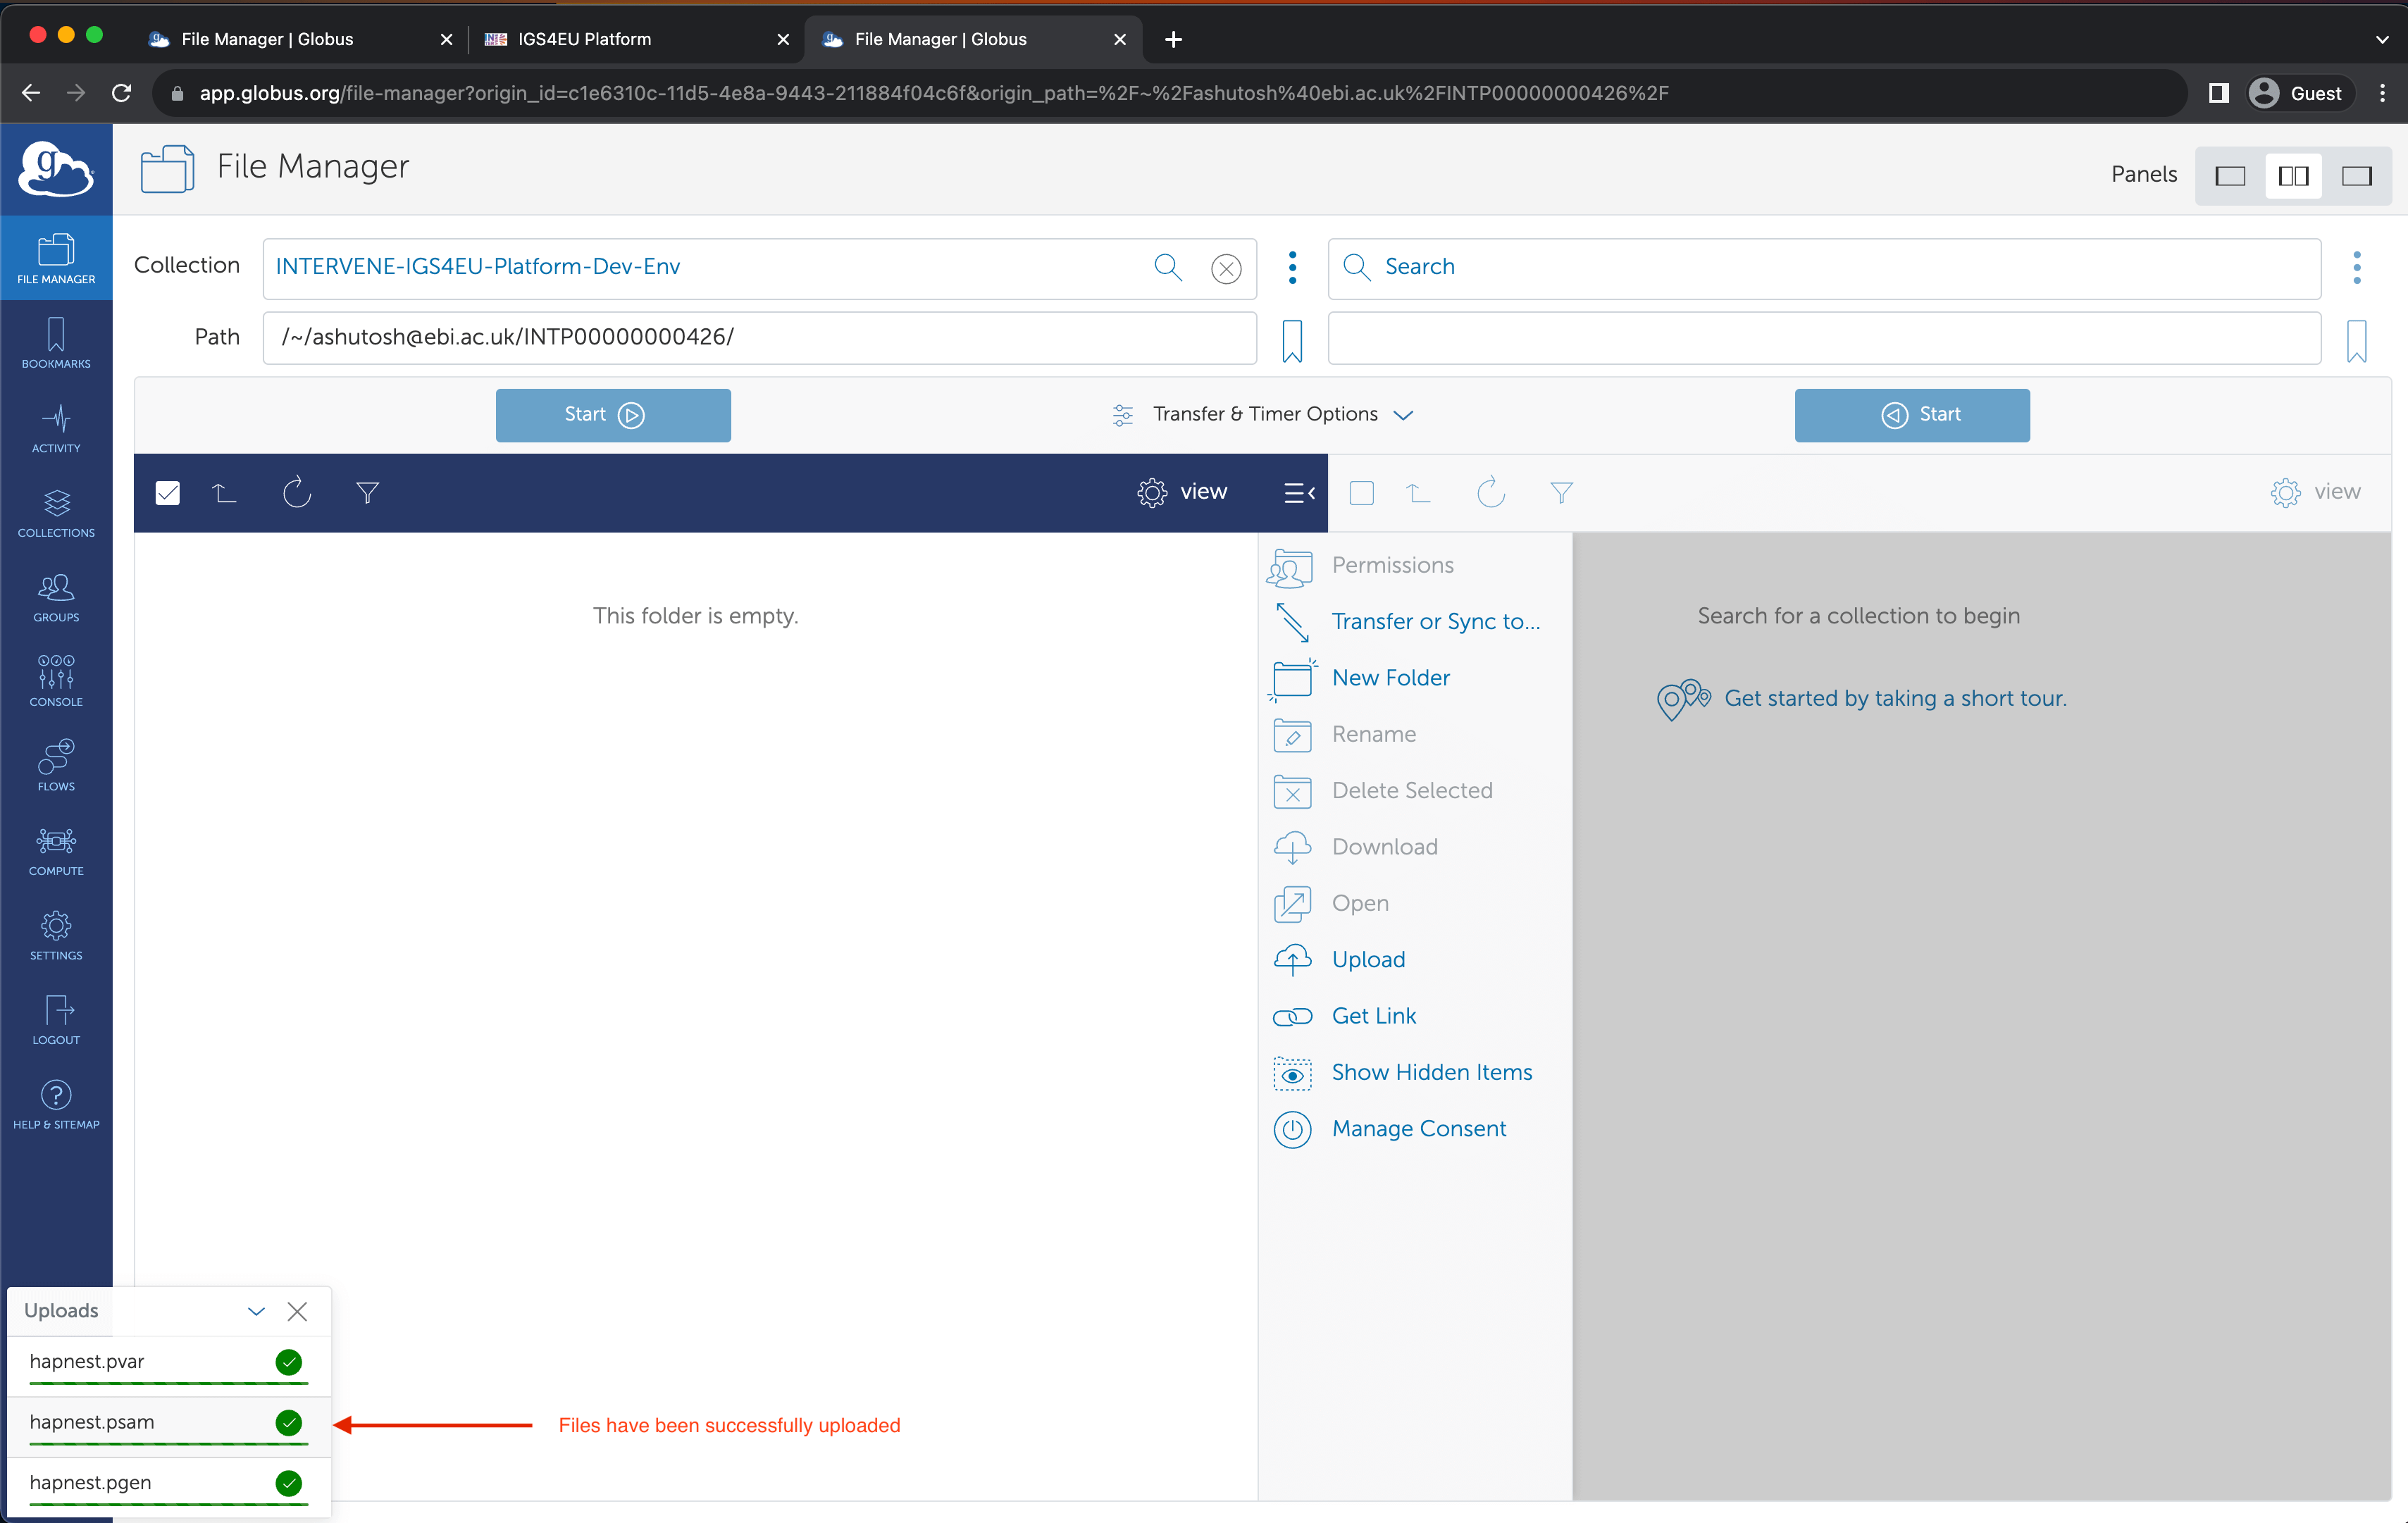 File Manager | Globus
IGS4EU Platform
File Manager | Globus
app.globus.org/file-manager?origin_id=c1e6310c-11d5-4e8a-9443-211884f04c6f&origin_path=%2F~%2Fashutosh%40ebi.ac.uk%2FINTP00000000426%2F
Guest
File Manager
Panels
FILE MANAGER
BOOKMARKS
ACTIVITY
COLLECTIONS
GROUPS
CONSOLE
FLOWS
COMPUTE
SETTINGS
LOGOUT
HELP & SITEMAP
Collection
INTERVENE-IGS4EU-Platform-Dev-Env
Search
Path
/~/ashutosh@ebi.ac.uk/INTP00000000426/
Start
Transfer & Timer Options
Start
view
view
This folder is empty.
Permissions
Transfer or Sync to...
New Folder
Rename
Delete Selected
Download
Open
Upload
Get Link
Show Hidden Items
Manage Consent
Search for a collection to begin
Get started by taking a short tour.
Uploads
hapnest.pvar
hapnest.psam
hapnest.pgen
Files have been successfully uploaded